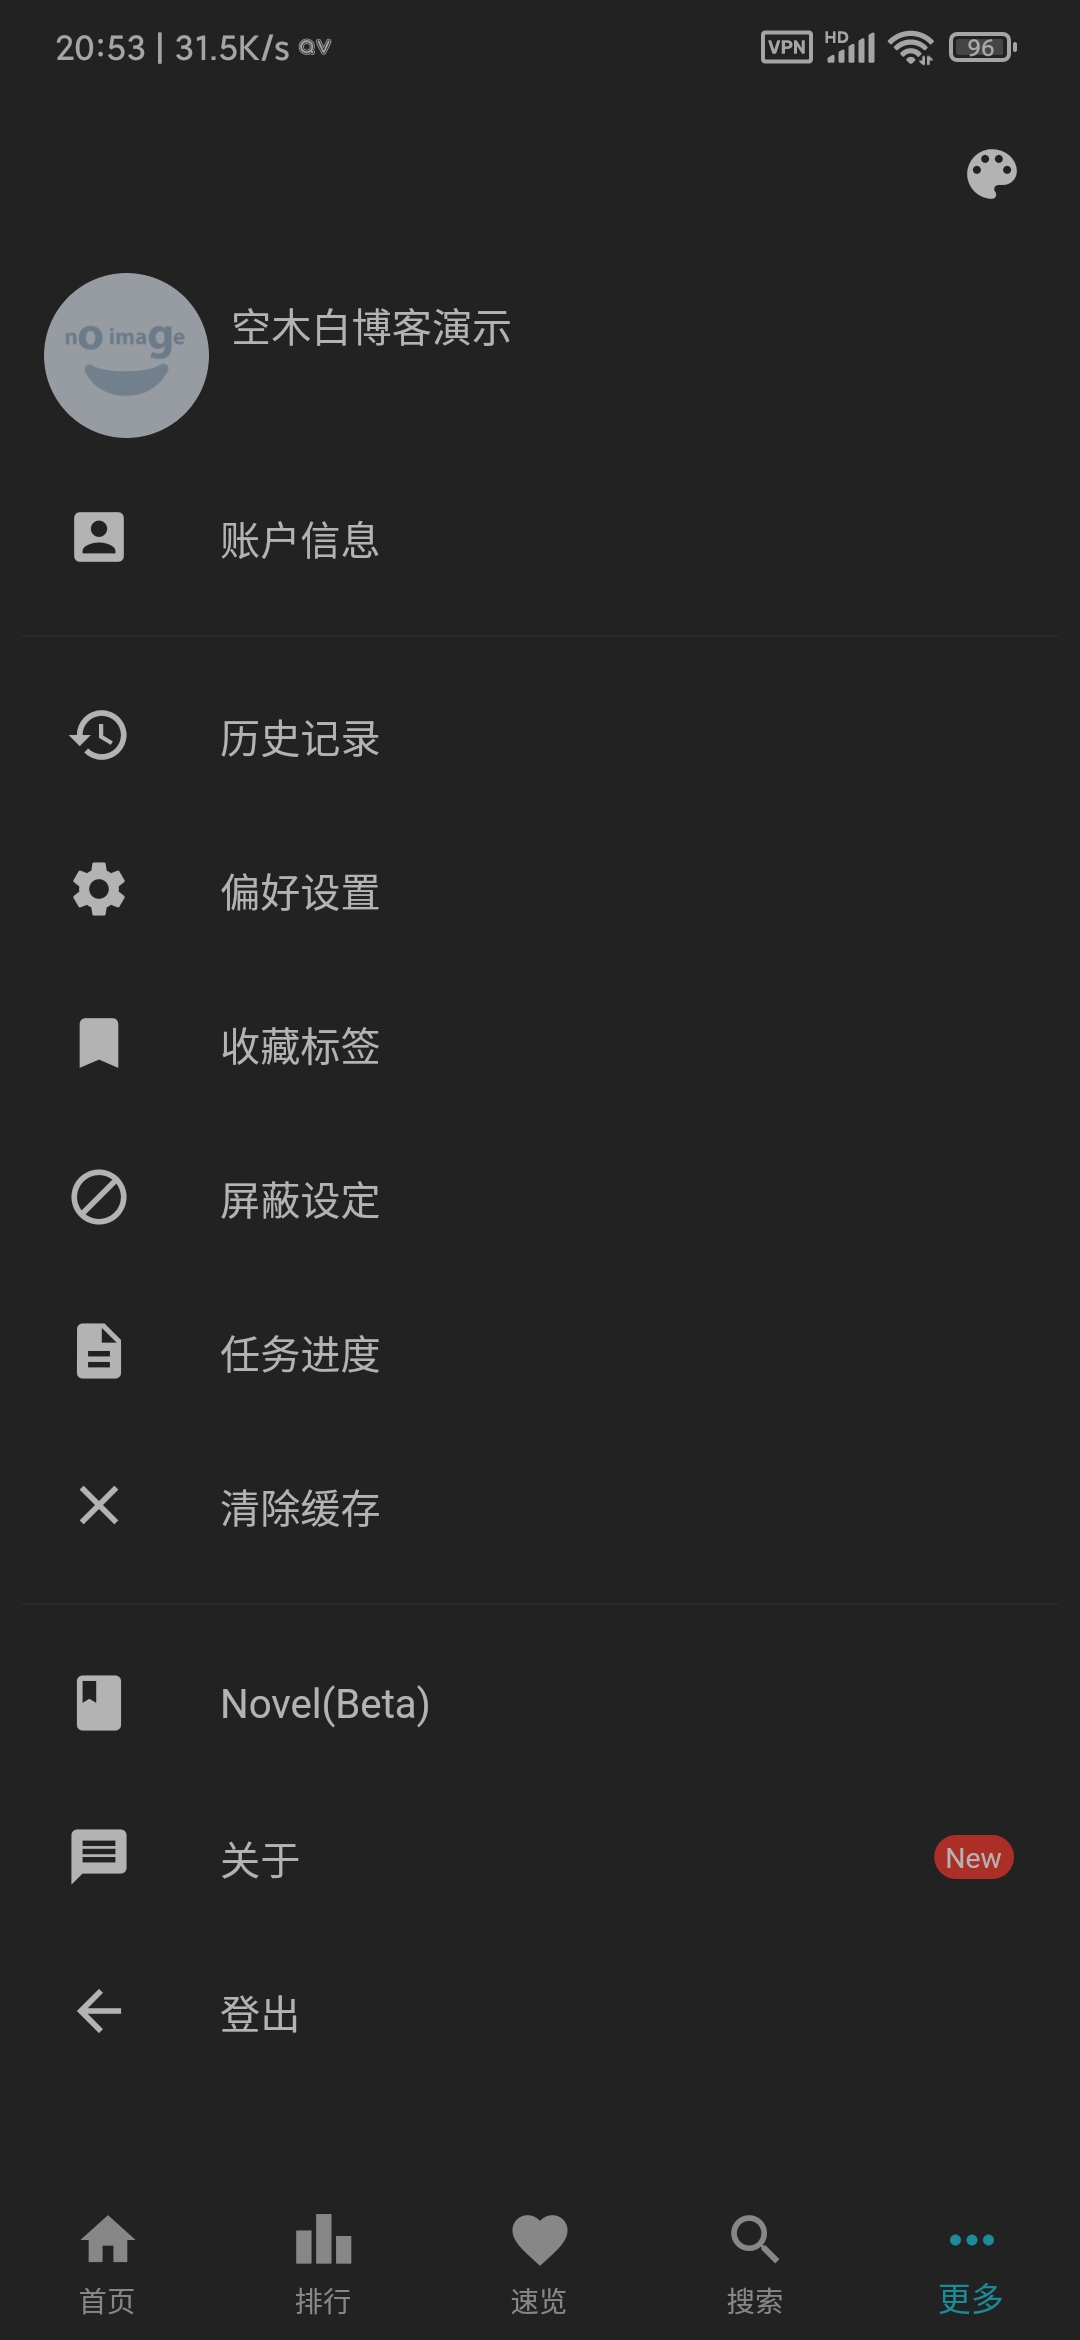 20:53 | 31.5K/s
VPN HD 96
no image
空木白博客演示
账户信息
历史记录
偏好设置
收藏标签
屏蔽设定
任务进度
清除缓存
Novel(Beta)
关于 New
登出
首页 排行 速览 搜索 更多